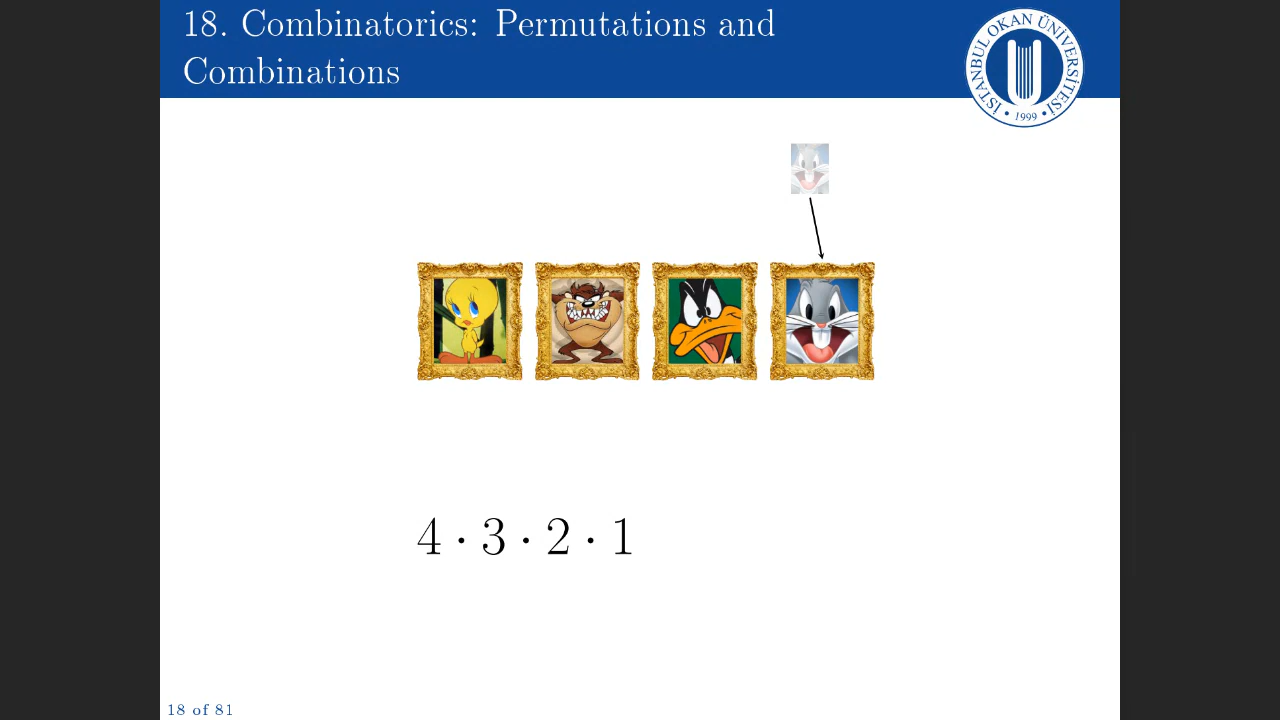 18. Combinatorics: Permutations and
Combinations
İSTANBUL OKAN ÜNİVERSİTESİ
• 1999 •
4 · 3 · 2 · 1
18 of 81